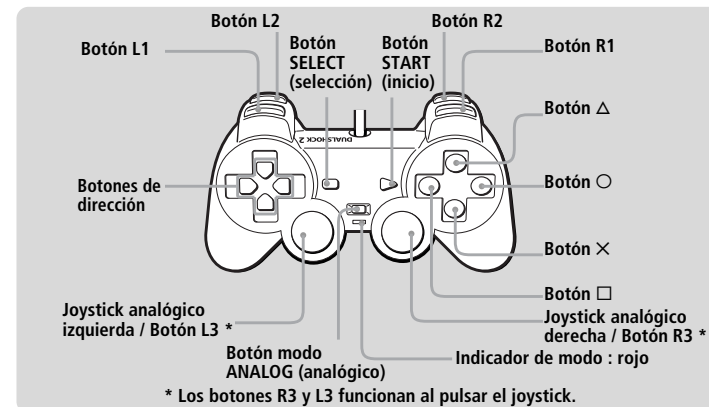 Botón L2
Botón R2
Botón L1
Botón
SELECT
(selección)
Botón
START
(inicio)
Botón R1
Botón △
Botones de
dirección
Botón ○
Botón ✕
Botón □
Joystick analógico
izquierda / Botón L3 *
Joystick analógico
derecha / Botón R3 *
Botón modo
ANALOG (analógico)
Indicador de modo : rojo
* Los botones R3 y L3 funcionan al pulsar el joystick.
DUALSHOCK 2